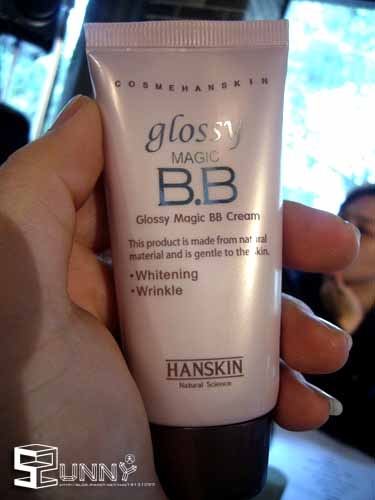 COSMEHANSKIN
glossy
MAGIC
B.B
Glossy Magic BB Cream
This product is made from natural
material and is gentle to the skin.
•Whitening
•Wrinkle
HANSKIN
Natural Science
SUNNY